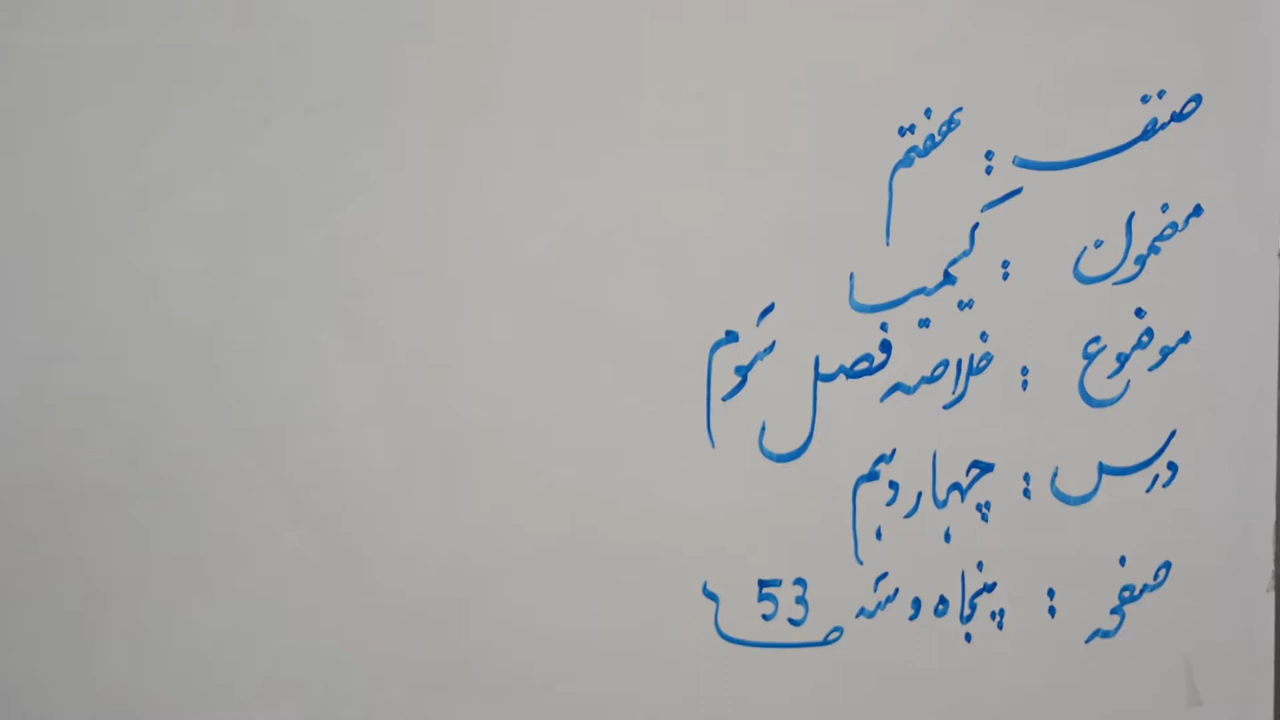 صنف : هفتم
مضمون : کیمیا
موضوع : خلاصه فصل سوم
درس : چهاردهم
صفحه : پنجاه و سه 53